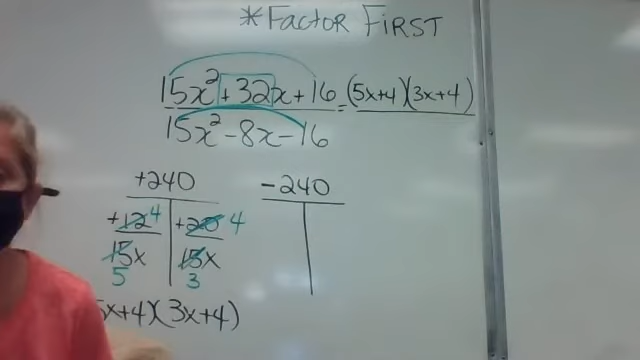 *Factor First
15x²+32x+16 = (5x+4)(3x+4)
15x²-8x-16
+240
-240
+12 4
+20 4
15x
15x
5
3
5x+4)(3x+4)